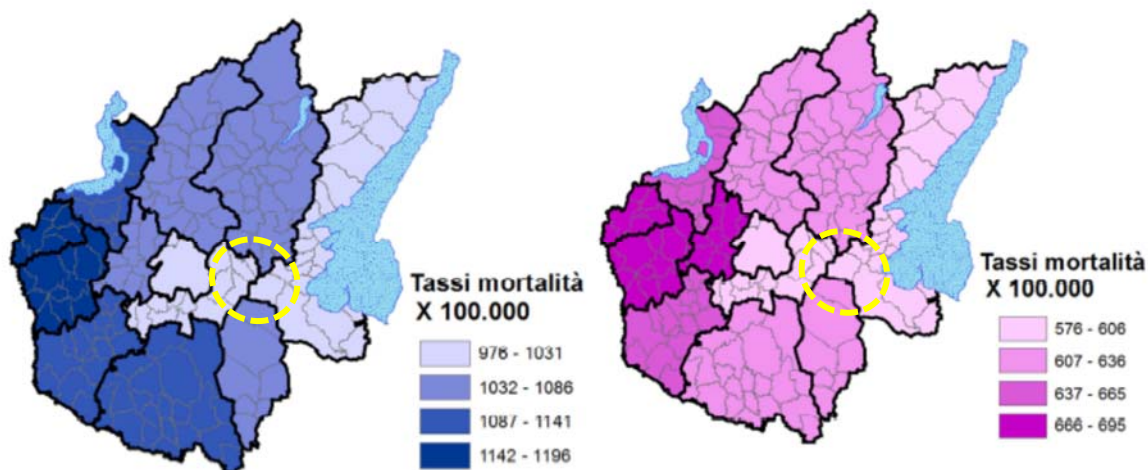 Tassi mortalità
X 100.000
976 - 1031
1032 - 1086
1087 - 1141
1142 - 1196
Tassi mortalità
X 100.000
576 - 606
607 - 636
637 - 665
666 - 695